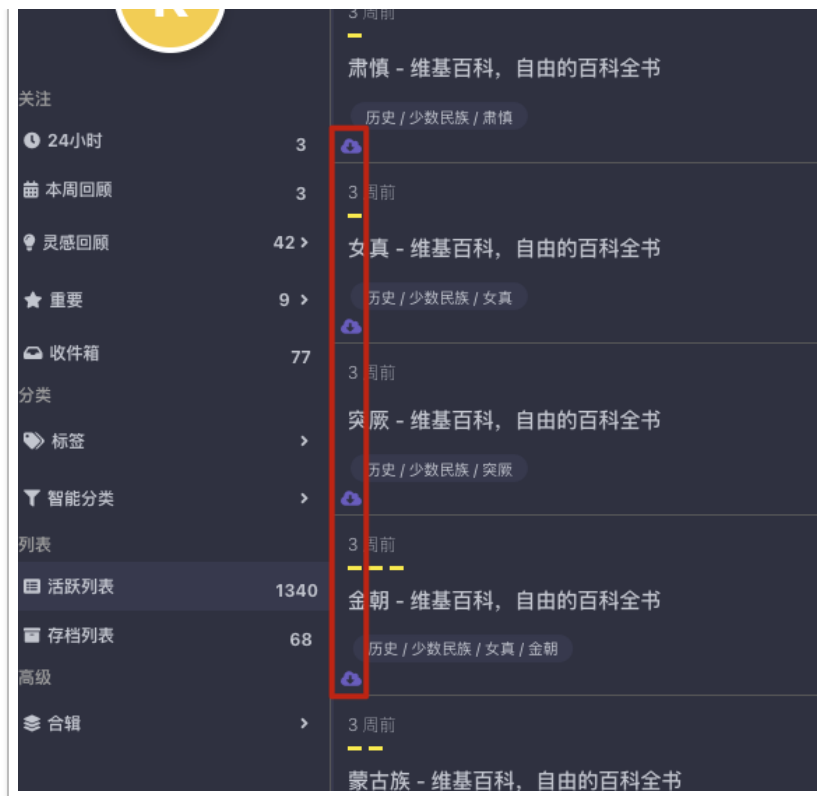 关注
24小时 3
本周回顾 3
灵感回顾 42
重要 9
收件箱 77
分类
标签
智能分类
列表
活跃列表 1340
存档列表 68
高级
合辑
3 周前
肃慎 - 维基百科，自由的百科全书
历史 / 少数民族 / 肃慎
3 周前
女真 - 维基百科，自由的百科全书
历史 / 少数民族 / 女真
3 周前
突厥 - 维基百科，自由的百科全书
历史 / 少数民族 / 突厥
3 周前
金朝 - 维基百科，自由的百科全书
历史 / 少数民族 / 女真 / 金朝
3 周前
蒙古族 - 维基百科，自由的百科全书